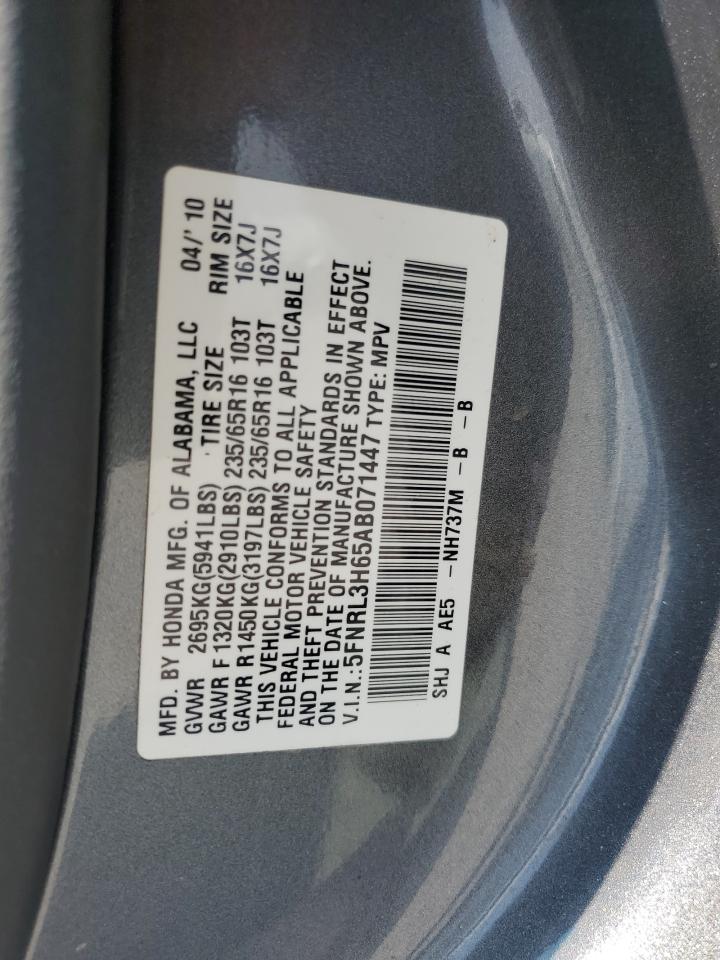 MFD. BY HONDA MFG. OF ALABAMA, LLC 04/' 10
GVWR 2695KG(5941LBS) TIRE SIZE RIM SIZE
GAWR F 1320KG(2910LBS) 235/65R16 103T 16X7J
GAWR R1450KG(3197LBS) 235/65R16 103T 16X7J
THIS VEHICLE CONFORMS TO ALL APPLICABLE
FEDERAL MOTOR VEHICLE SAFETY
AND THEFT PREVENTION STANDARDS IN EFFECT
ON THE DATE OF MANUFACTURE SHOWN ABOVE.
V.I.N.:5FNRL3H65AB071447 TYPE: MPV
SHJ A AE5 -NH737M -B -B